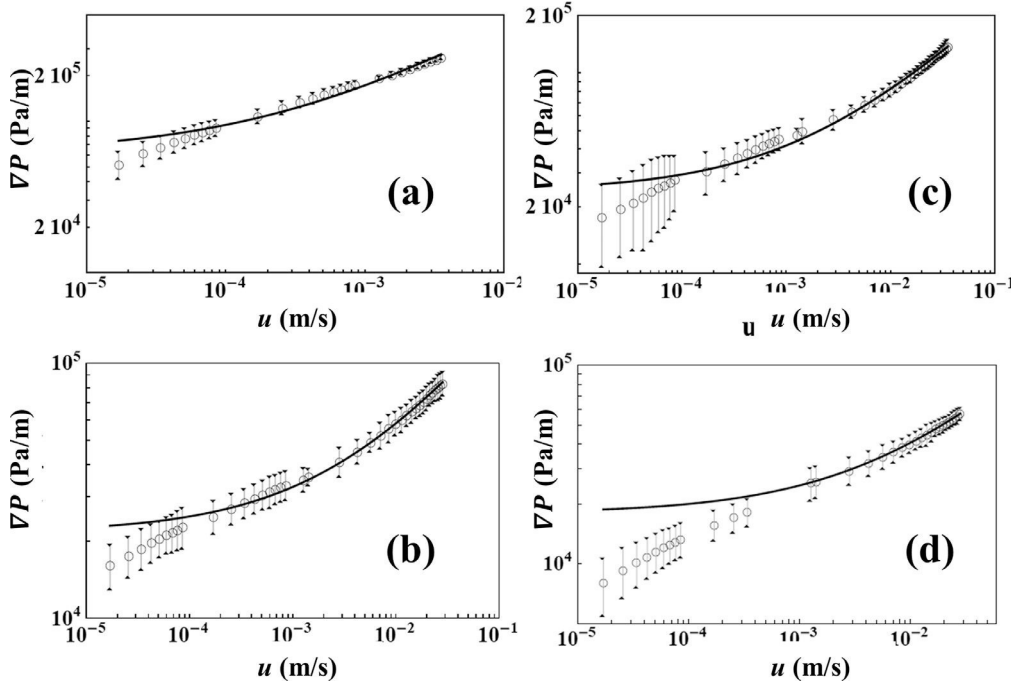 2 10⁵
2 10⁴
∇P (Pa/m)
(a)
10⁻⁵ 10⁻⁴ 10⁻³ 10⁻²
u (m/s)
2 10⁵
2 10⁴
∇P (Pa/m)
(c)
10⁻⁵ 10⁻⁴ 10⁻³ 10⁻² 10⁻¹
u u (m/s)
10⁵
10⁴
∇P (Pa/m)
(b)
10⁻⁵ 10⁻⁴ 10⁻³ 10⁻² 10⁻¹
u (m/s)
10⁵
10⁴
∇P (Pa/m)
(d)
10⁻⁵ 10⁻³ 10⁻²
u (m/s)